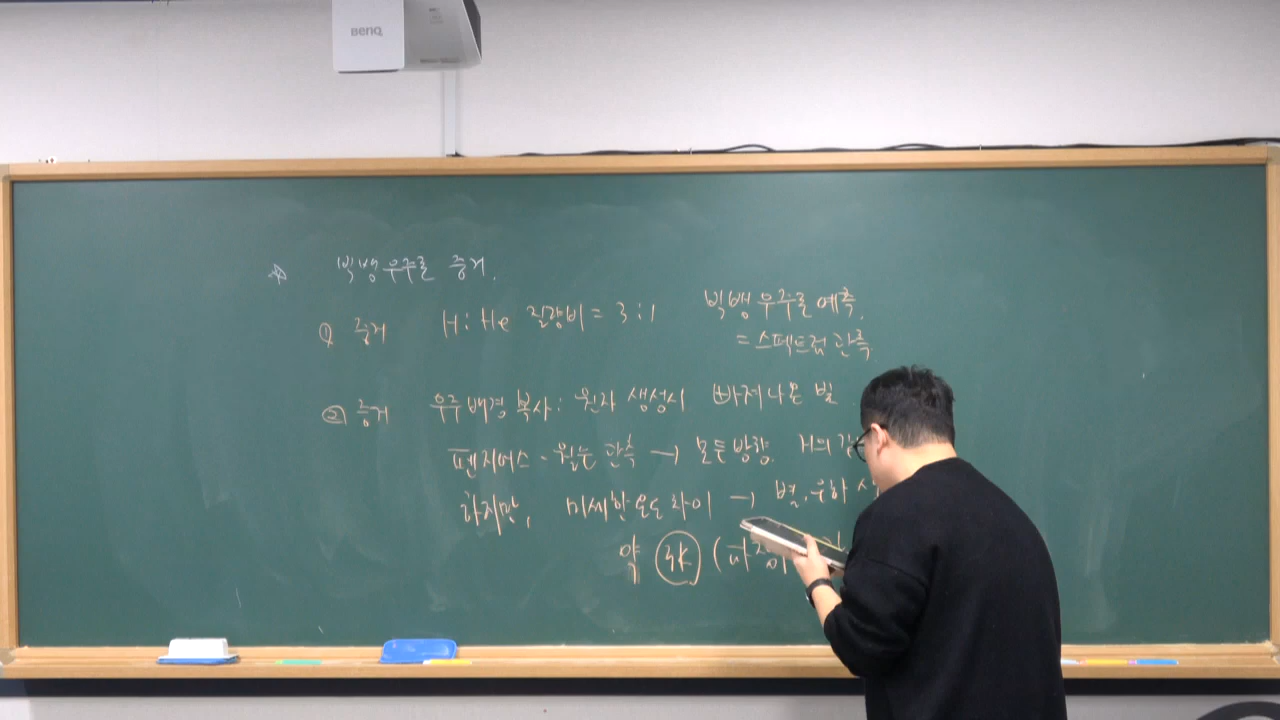 BenQ
☆ 빅뱅우주론 증거.
① 증거 H:He 질량비 = 3:1 빅뱅 우주론 예측.
= 스펙트럼 관측.
② 증거 우주배경복사: 원자 생성시 빠져나온 빛.
펜지어스-윌슨 관측 → 모든방향. 거의
하지만, 미세한 온도차이 → 별, 은하
약 3K (마